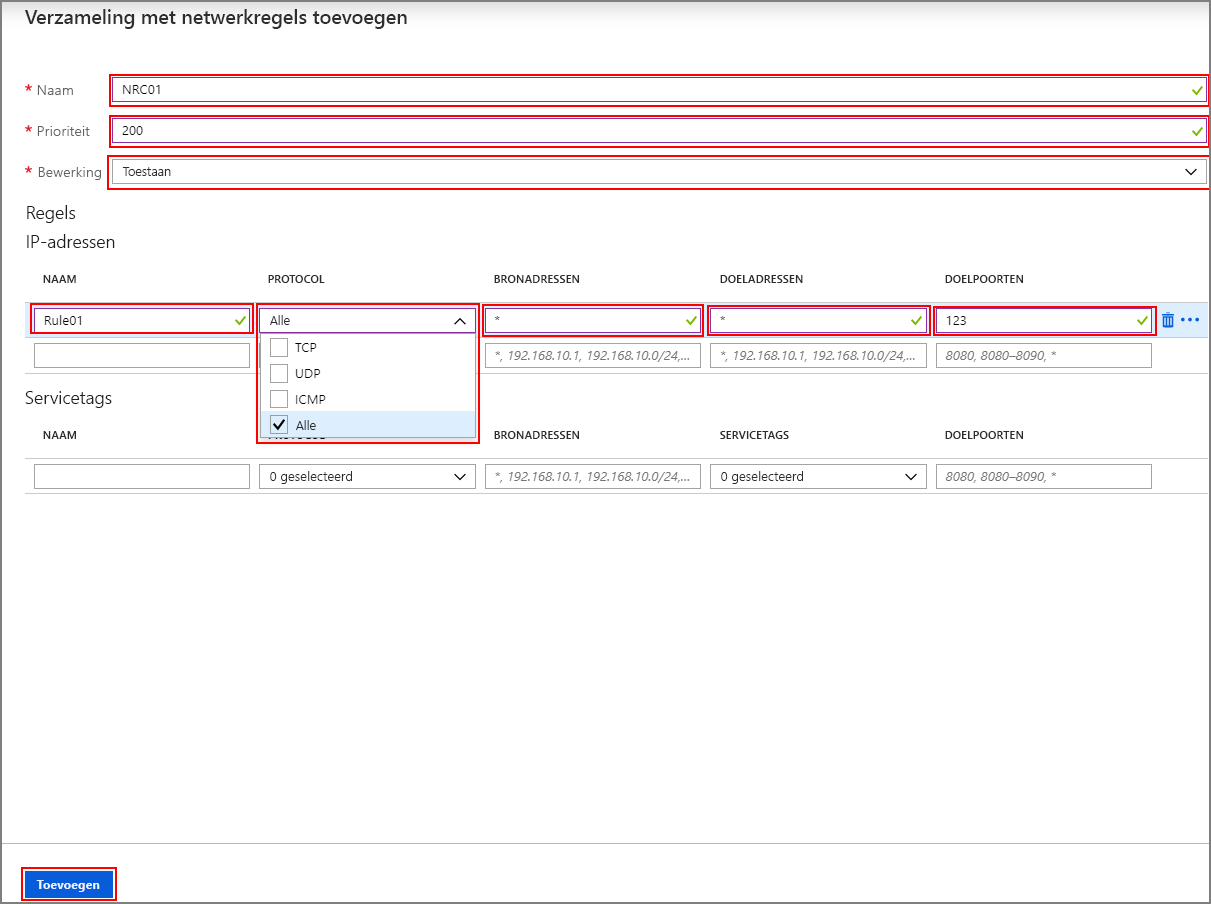 Verzameling met netwerkregels toevoegen
* Naam NRC01
* Prioriteit 200
* Bewerking Toestaan
Regels
IP-adressen
NAAM PROTOCOL BRONADRESSEN DOELADRESSEN DOELPOORTEN
Rule01 Alle * * 123
TCP
*, 192.168.10.1, 192.168.10.0/24,... *, 192.168.10.1, 192.168.10.0/24,... 8080, 8080–8090, *
UDP
ICMP
Alle
Servicetags
NAAM PROTOCOL BRONADRESSEN SERVICETAGS DOELPOORTEN
0 geselecteerd *, 192.168.10.1, 192.168.10.0/24,... 0 geselecteerd 8080, 8080–8090, *
Toevoegen